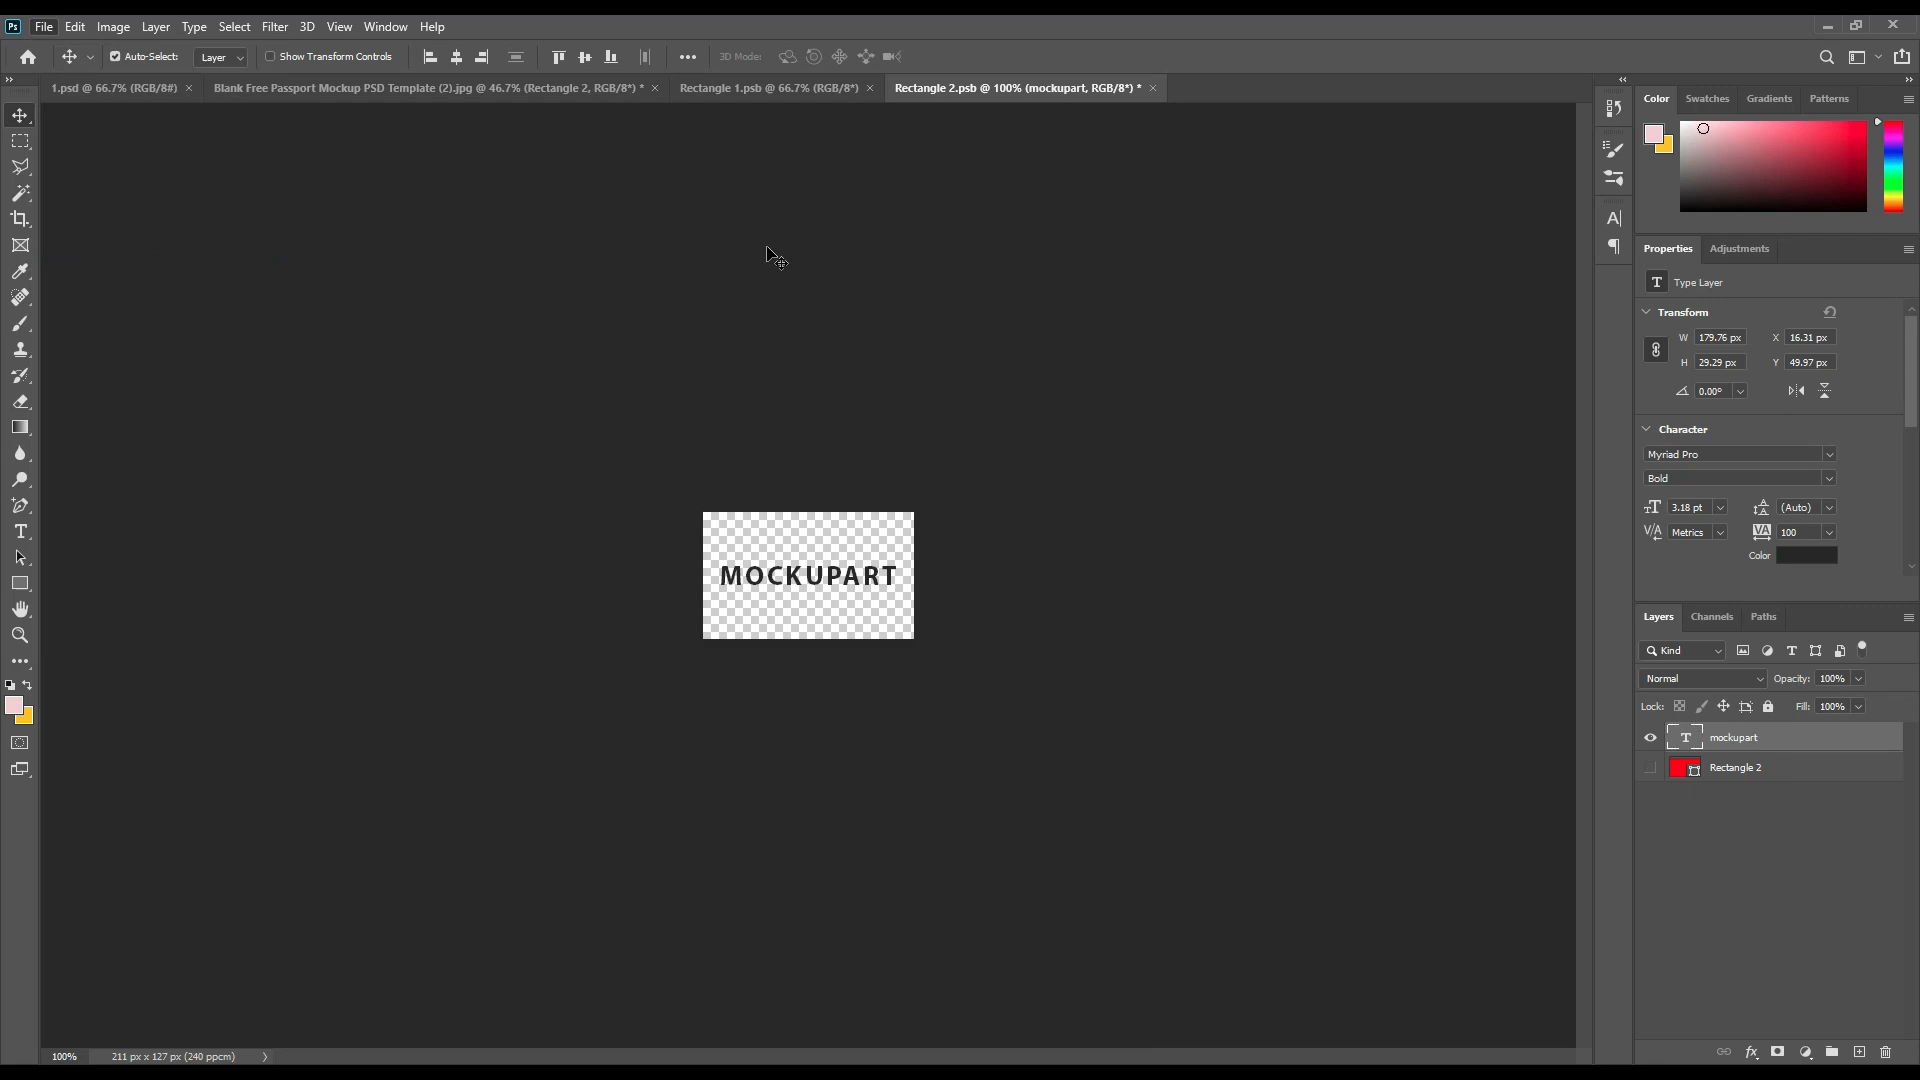 Ps File Edit Image Layer Type Select Filter 3D View Window Help
Auto-Select: Layer Show Transform Controls 3D Mode:
1.psd @ 66.7% (RGB/8#) Blank Free Passport Mockup PSD Template (2).jpg @ 46.7% (Rectangle 2, RGB/8*) * Rectangle 1.psb @ 66.7% (RGB/8*) Rectangle 2.psb @ 100% (mockupart, RGB/8*) *
Color Swatches Gradients Patterns
Properties Adjustments
T Type Layer
Transform
W 179.76 px X 16.31 px
H 29.29 px Y 49.97 px
0.00°
Character
Myriad Pro
Bold
3.18 pt (Auto)
Metrics 100
Color
MOCKUPART
Layers Channels Paths
Kind
Normal Opacity: 100%
Lock: Fill: 100%
T mockupart
Rectangle 2
100% 211 px x 127 px (240 ppcm)